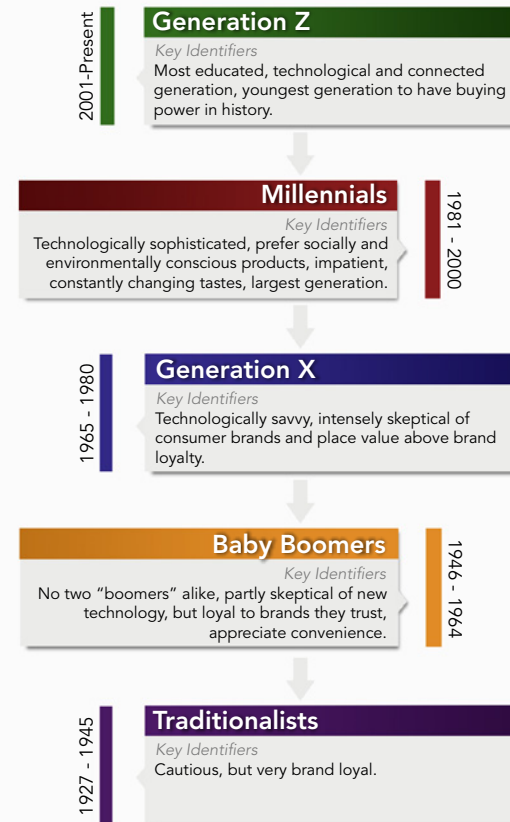 Generation Z
2001-Present
Key Identifiers
Most educated, technological and connected
generation, youngest generation to have buying
power in history.
Millennials
1981 - 2000
Key Identifiers
Technologically sophisticated, prefer socially and
environmentally conscious products, impatient,
constantly changing tastes, largest generation.
Generation X
1965 - 1980
Key Identifiers
Technologically savvy, intensely skeptical of
consumer brands and place value above brand
loyalty.
Baby Boomers
1946 - 1964
Key Identifiers
No two “boomers” alike, partly skeptical of new
technology, but loyal to brands they trust,
appreciate convenience.
Traditionalists
1927 - 1945
Key Identifiers
Cautious, but very brand loyal.